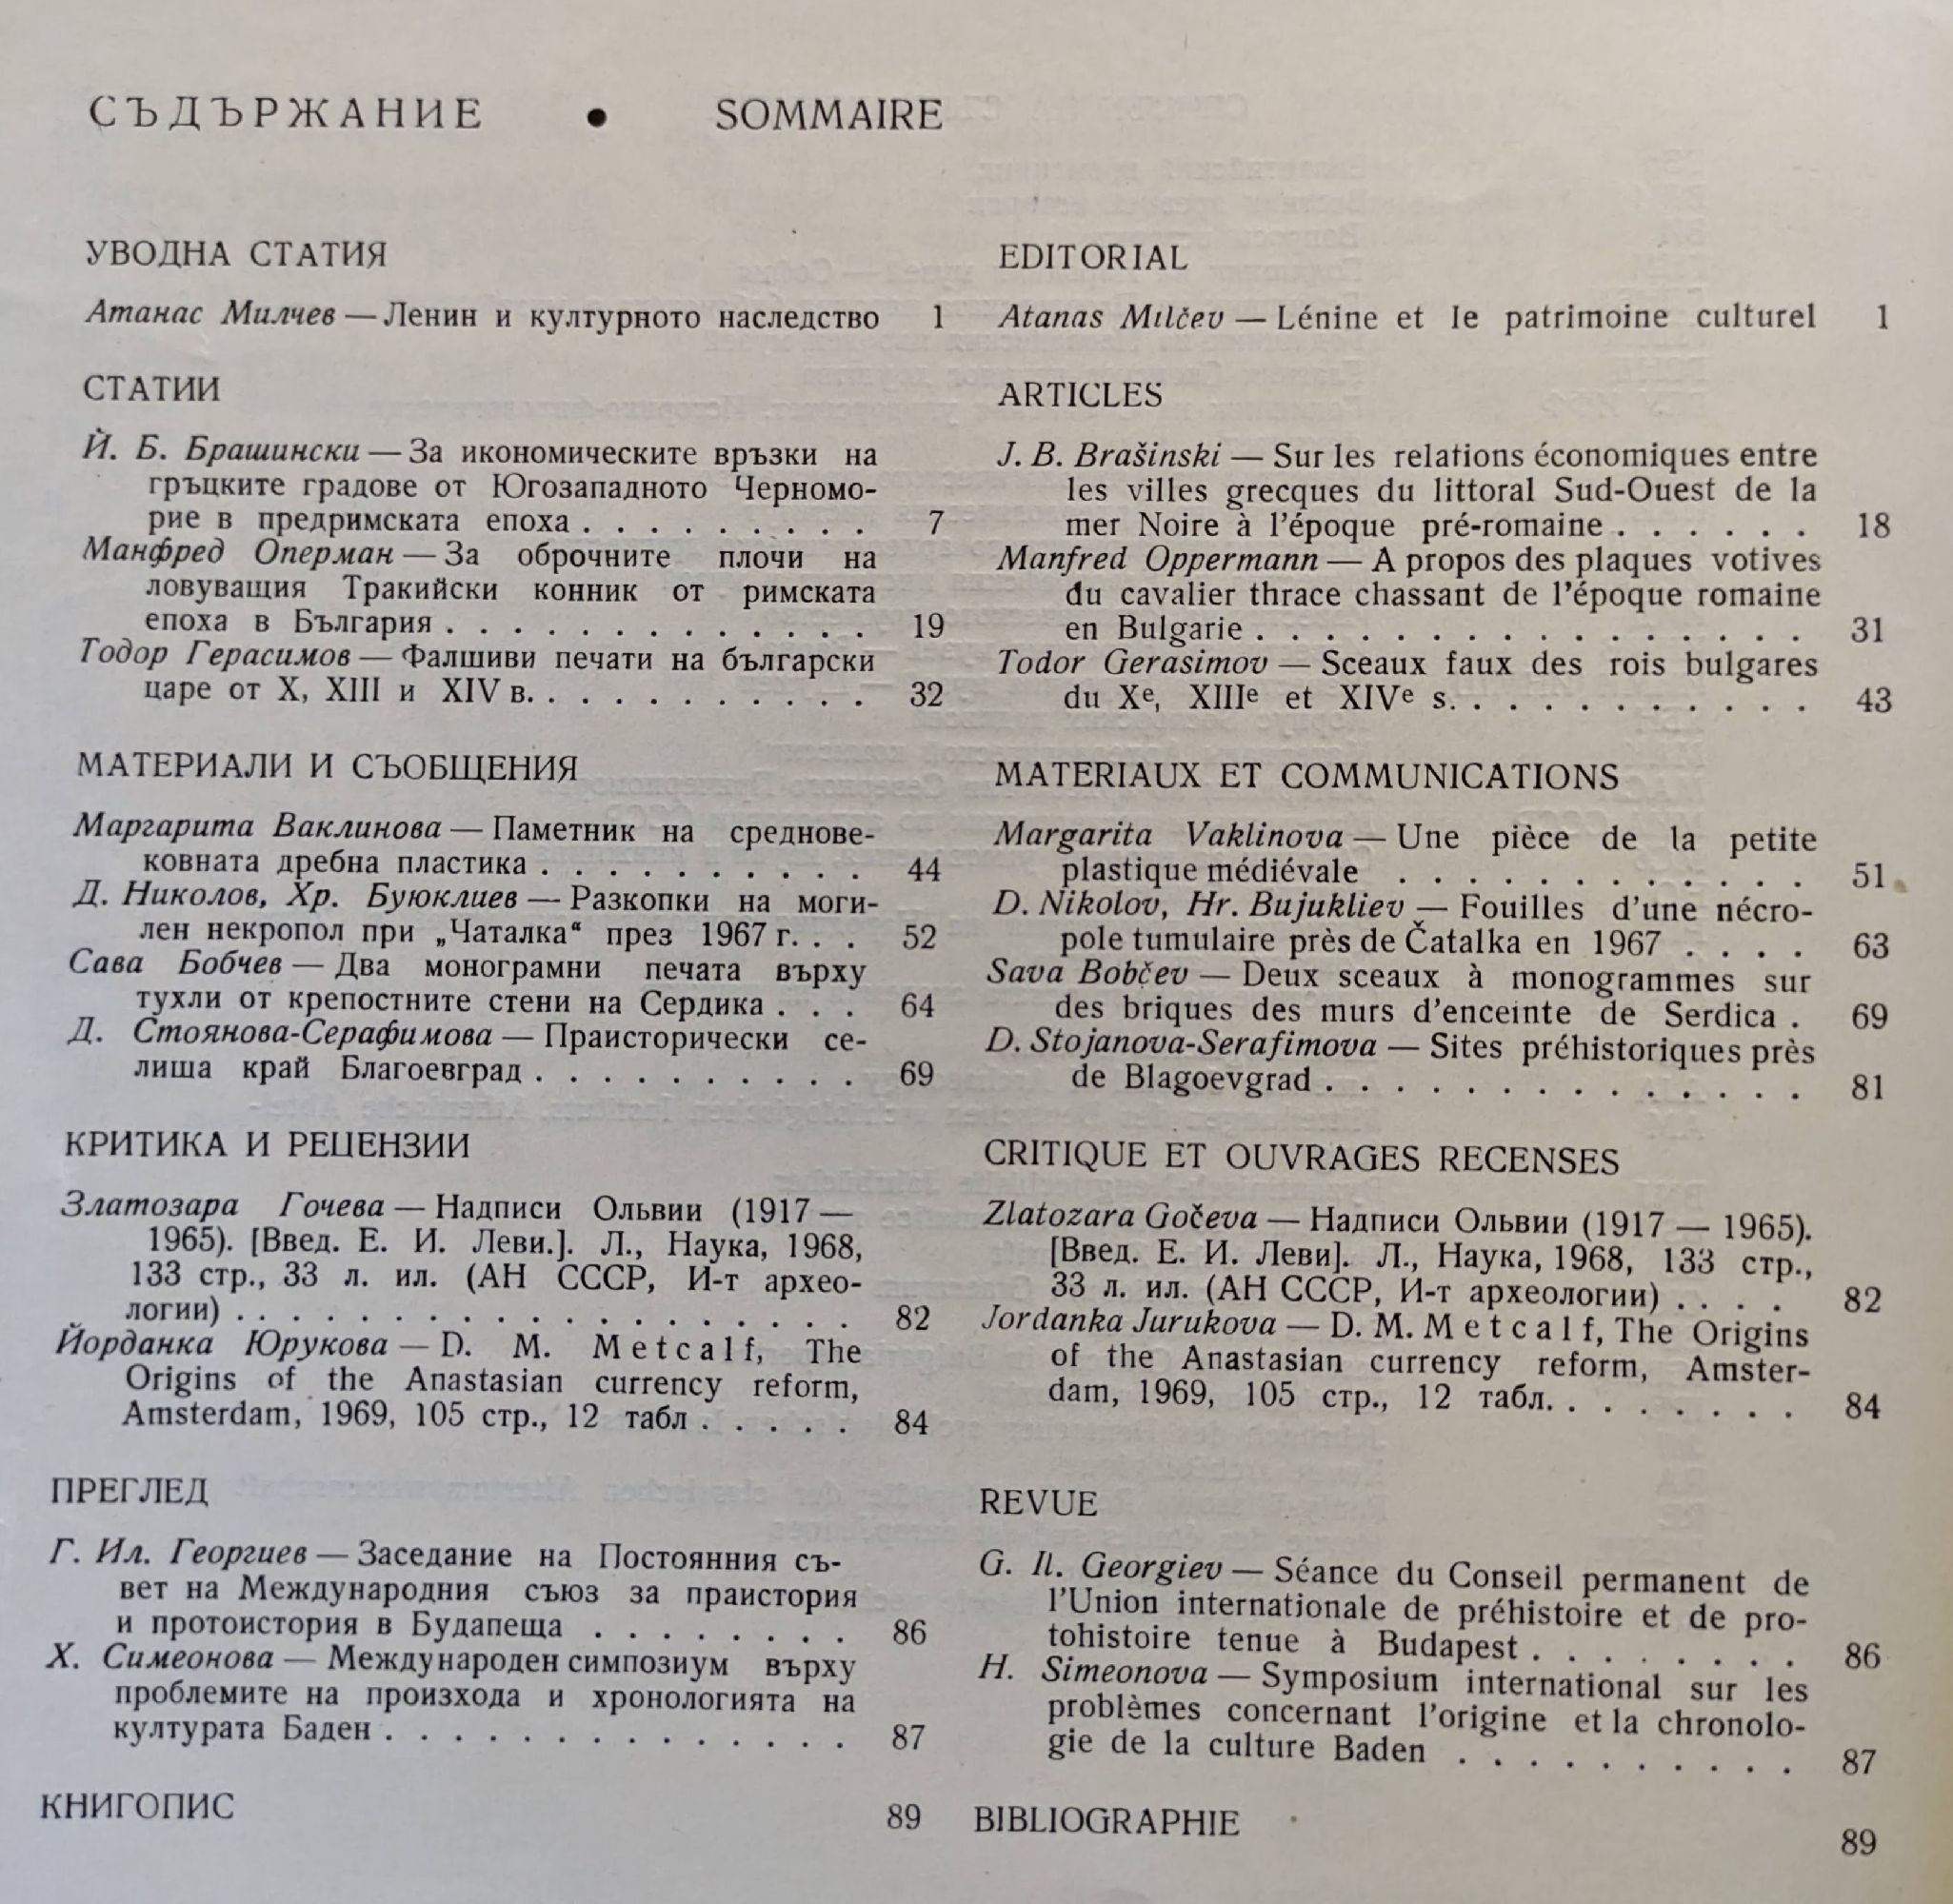 СЪДЪРЖАНИЕ • SOMMAIRE
УВОДНА СТАТИЯ
Атанас Милчев — Ленин и културното наследство 1
СТАТИИ
Й. Б. Брашински — За икономическите връзки на
гръцките градове от Югозападното Черномо-
рие в предримската епоха . . . . . . . . . 7
Манфред Оперман — За оброчните плочи на
ловуващия Тракийски конник от римската
епоха в България . . . . . . . . . . . . . 19
Тодор Герасимов — Фалшиви печати на български
царе от X, XIII и XIV в. . . . . . . . . . . 32
МАТЕРИАЛИ И СЪОБЩЕНИЯ
Маргарита Ваклинова — Паметник на среднове-
ковната дребна пластика . . . . . . . . . . 44
Д. Николов, Хр. Буюклиев — Разкопки на моги-
лен некропол при „Чаталка“ през 1967 г. . . 52
Сава Бобчев — Два монограмни печата върху
тухли от крепостните стени на Сердика . . . 64
Д. Стоянова-Серафимова — Праисторически се-
лища край Благоевград . . . . . . . . . . 69
КРИТИКА И РЕЦЕНЗИИ
Златозара Гочева — Надписи Ольвии (1917 —
1965). [Введ. Е. И. Леви.]. Л., Наука, 1968,
133 стр., 33 л. ил. (АН СССР, И-т архео-
логии) . . . . . . . . . . . . . . . . . 82
Йорданка Юрукова — D. M. Metcalf, The
Origins of the Anastasian currency reform,
Amsterdam, 1969, 105 стр., 12 табл . . . . . 84
ПРЕГЛЕД
Г. Ил. Георгиев — Заседание на Постоянния съ-
вет на Международния съюз за праистория
и протоистория в Будапеща . . . . . . . . 86
Х. Симеонова — Международен симпозиум върху
проблемите на произхода и хронологията на
културата Баден . . . . . . . . . . . . . 87
КНИГОПИС 89
EDITORIAL
Atanas Milčev — Lénine et le patrimoine culturel 1
ARTICLES
J. B. Brašinski — Sur les relations économiques entre
les villes grecques du littoral Sud-Ouest de la
mer Noire à l’époque pré-romaine . . . . . . 18
Manfred Oppermann — A propos des plaques votives
du cavalier thrace chassant de l’époque romaine
en Bulgarie . . . . . . . . . . . . . . . 31
Todor Gerasimov — Sceaux faux des rois bulgares
du Xe, XIIIe et XIVe s. . . . . . . . . . . 43
MATERIAUX ET COMMUNICATIONS
Margarita Vaklinova — Une pièce de la petite
plastique médiévale . . . . . . . . . . . . 51
D. Nikolov, Hr. Bujukliev — Fouilles d’une nécro-
pole tumulaire près de Čatalka en 1967 . . . . 63
Sava Bobčev — Deux sceaux à monogrammes sur
des briques des murs d’enceinte de Serdica . 69
D. Stojanova-Serafimova — Sites préhistoriques près
de Blagoevgrad . . . . . . . . . . . . . . 81
CRITIQUE ET OUVRAGES RECENSES
Zlatozara Gočeva — Надписи Ольвии (1917 — 1965).
[Введ. Е. И. Леви]. Л., Наука, 1968, 133 стр.,
33 л. ил. (АН СССР, И-т археологии) . . . . 82
Jordanka Jurukova — D. M. Metcalf, The Origins
of the Anastasian currency reform, Amster-
dam, 1969, 105 стр., 12 табл. . . . . . . . 84
REVUE
G. Il. Georgiev — Séance du Conseil permanent de
l’Union internationale de préhistoire et de pro-
tohistoire tenue à Budapest . . . . . . . . 86
H. Simeonova — Symposium international sur les
problèmes concernant l’origine et la chronolo-
gie de la culture Baden . . . . . . . . . . 87
BIBLIOGRAPHIE 89